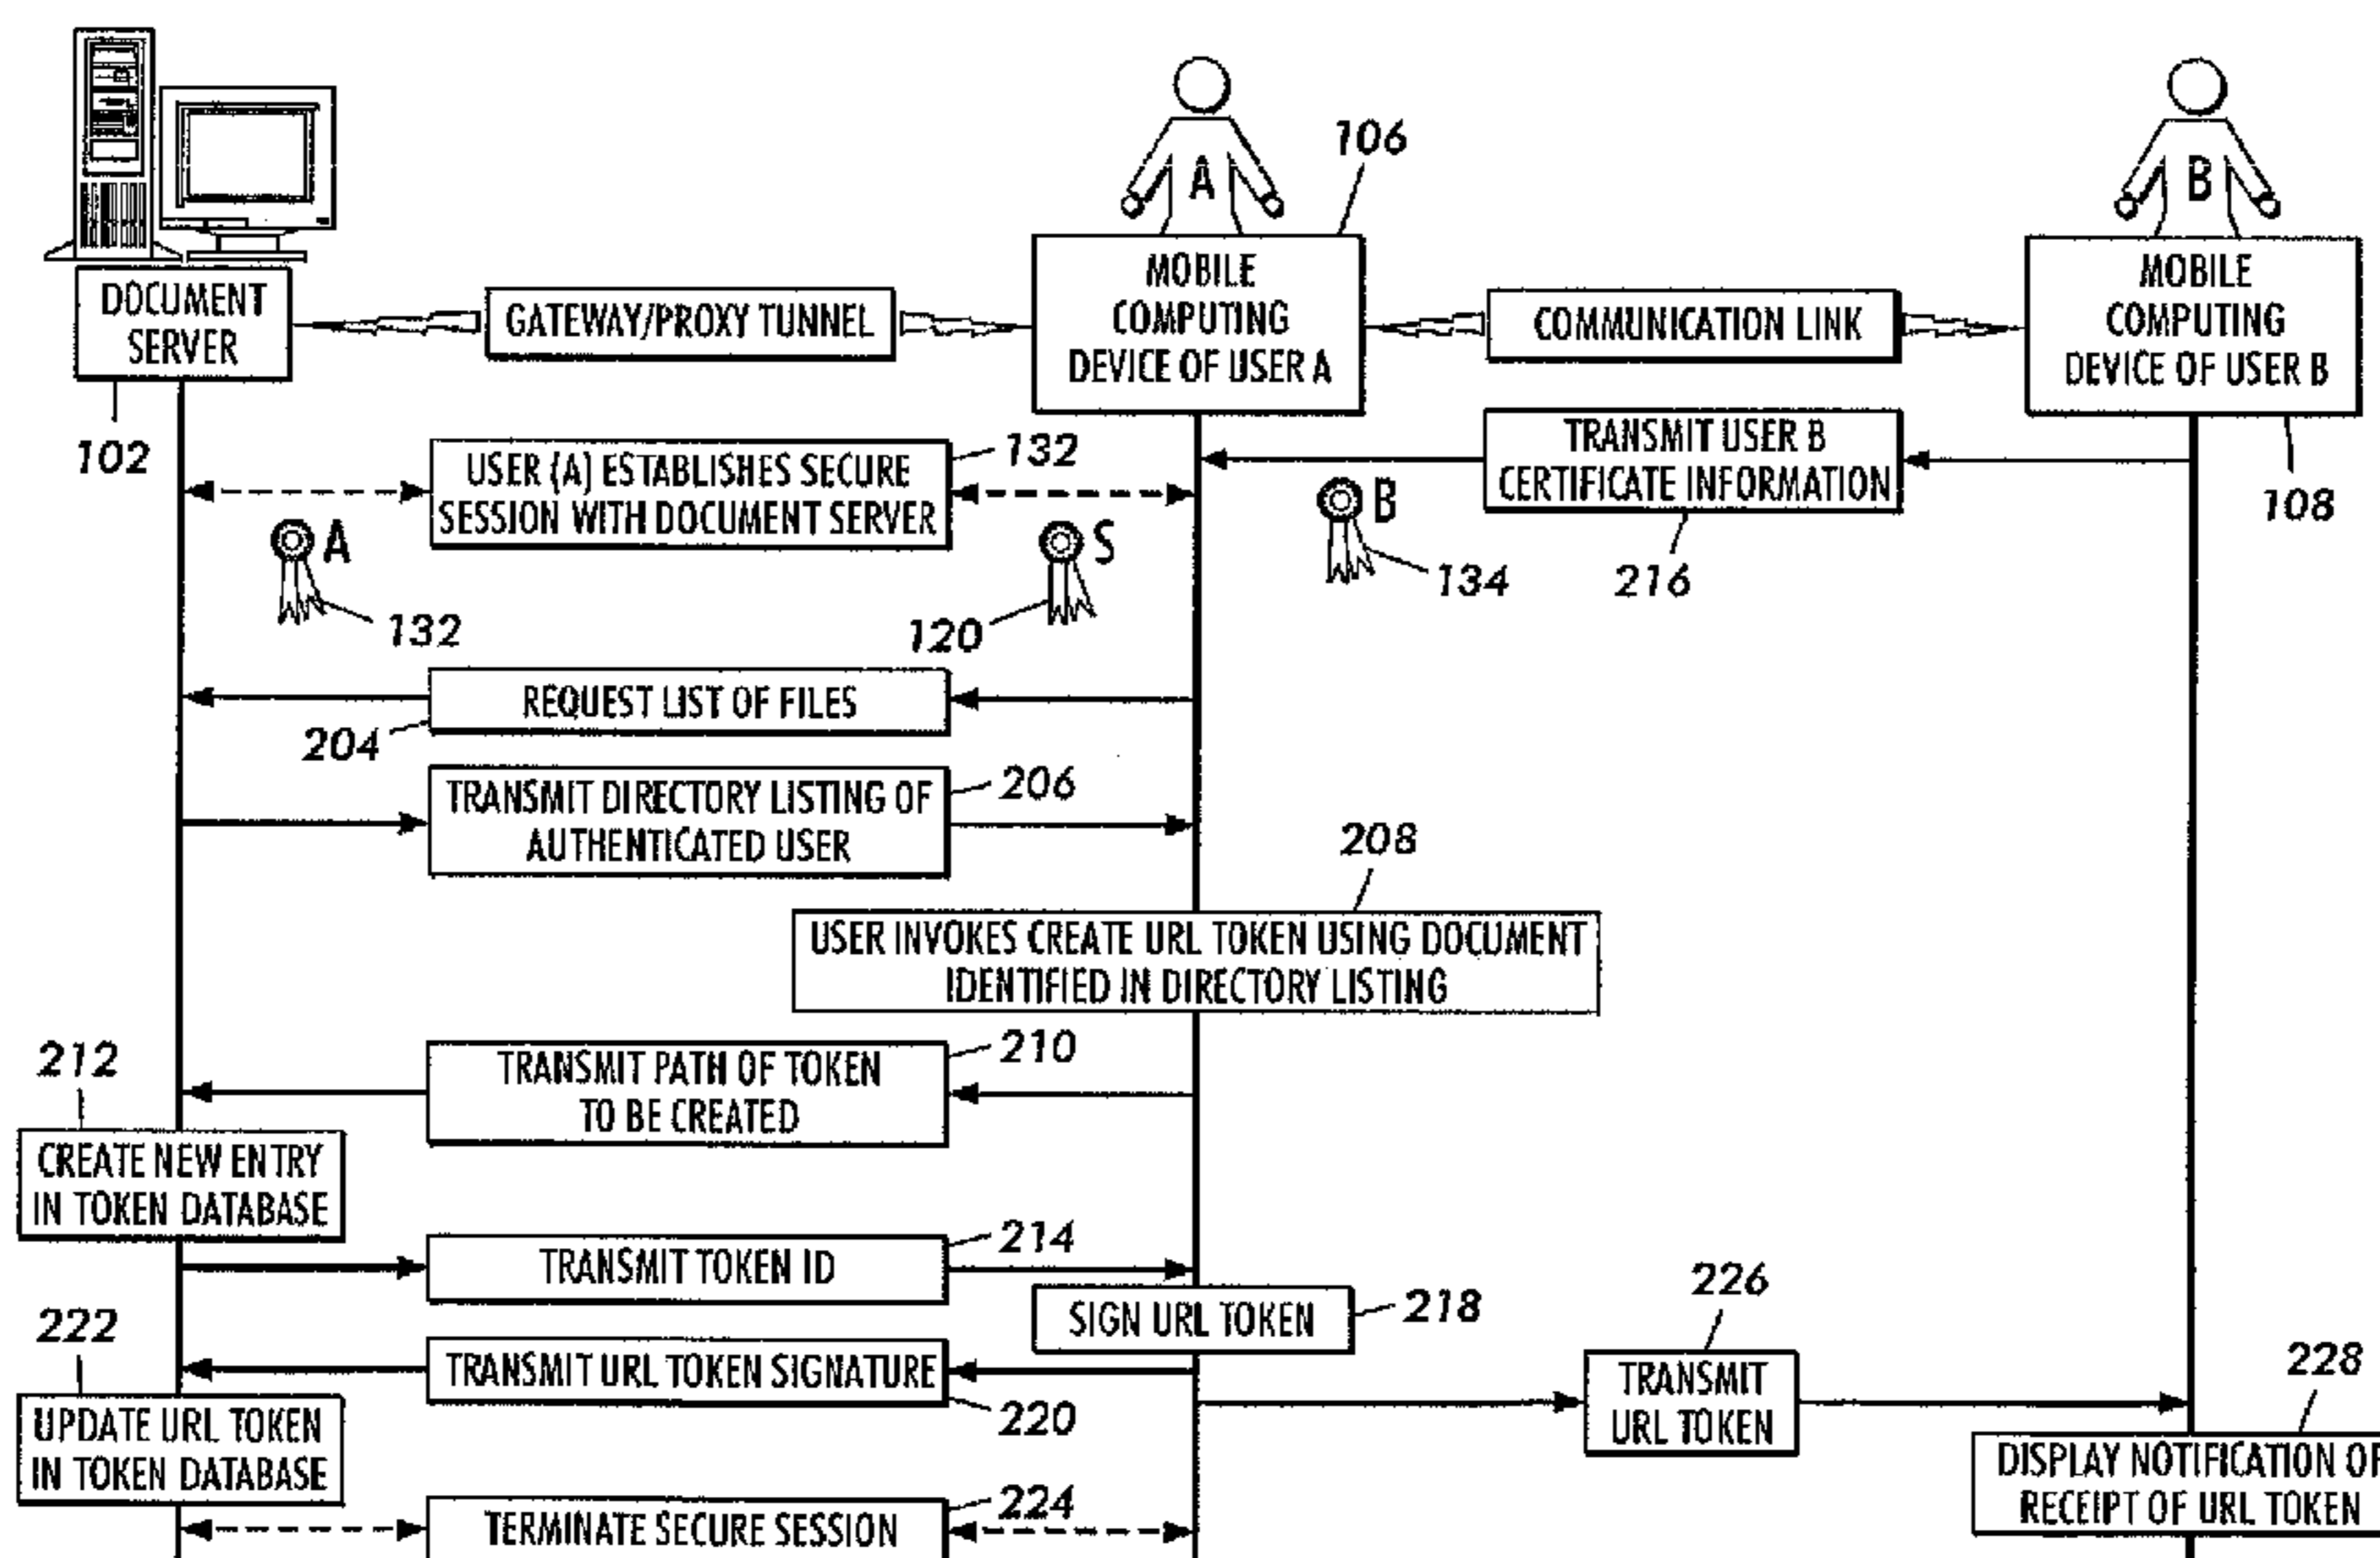 A
B
106
DOCUMENT
SERVER
GATEWAY/PROXY TUNNEL
MOBILE
COMPUTING
DEVICE OF USER A
COMMUNICATION LINK
MOBILE
COMPUTING
DEVICE OF USER B
102
USER (A) ESTABLISHES SECURE
SESSION WITH DOCUMENT SERVER
132
TRANSMIT USER B
CERTIFICATE INFORMATION
108
A
132
S
120
B
134
216
REQUEST LIST OF FILES
204
TRANSMIT DIRECTORY LISTING OF
AUTHENTICATED USER
206
208
USER INVOKES CREATE URL TOKEN USING DOCUMENT
IDENTIFIED IN DIRECTORY LISTING
212
TRANSMIT PATH OF TOKEN
TO BE CREATED
210
CREATE NEW ENTRY
IN TOKEN DATABASE
TRANSMIT TOKEN ID
214
SIGN URL TOKEN
218
226
222
TRANSMIT URL TOKEN SIGNATURE
220
TRANSMIT
URL TOKEN
228
UPDATE URL TOKEN
IN TOKEN DATABASE
DISPLAY NOTIFICATION OF
RECEIPT OF URL TOKEN
TERMINATE SECURE SESSION
224